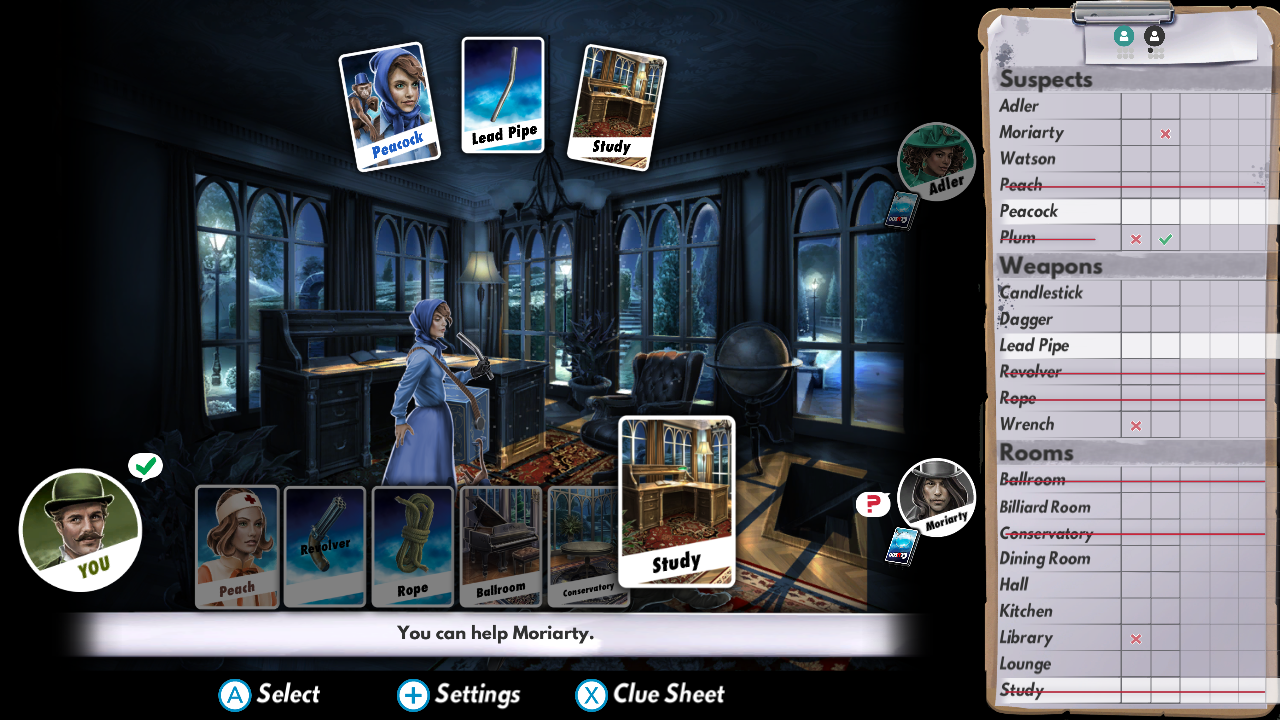 Peacock
Lead Pipe
Study
Adler
Moriarty
YOU
Peach
Revolver
Rope
Ballroom
Conservatory
Study
You can help Moriarty.
A Select
+ Settings
X Clue Sheet
Suspects
Adler
Moriarty
Watson
Peach
Peacock
Plum
Weapons
Candlestick
Dagger
Lead Pipe
Revolver
Rope
Wrench
Rooms
Ballroom
Billiard Room
Conservatory
Dining Room
Hall
Kitchen
Library
Lounge
Study